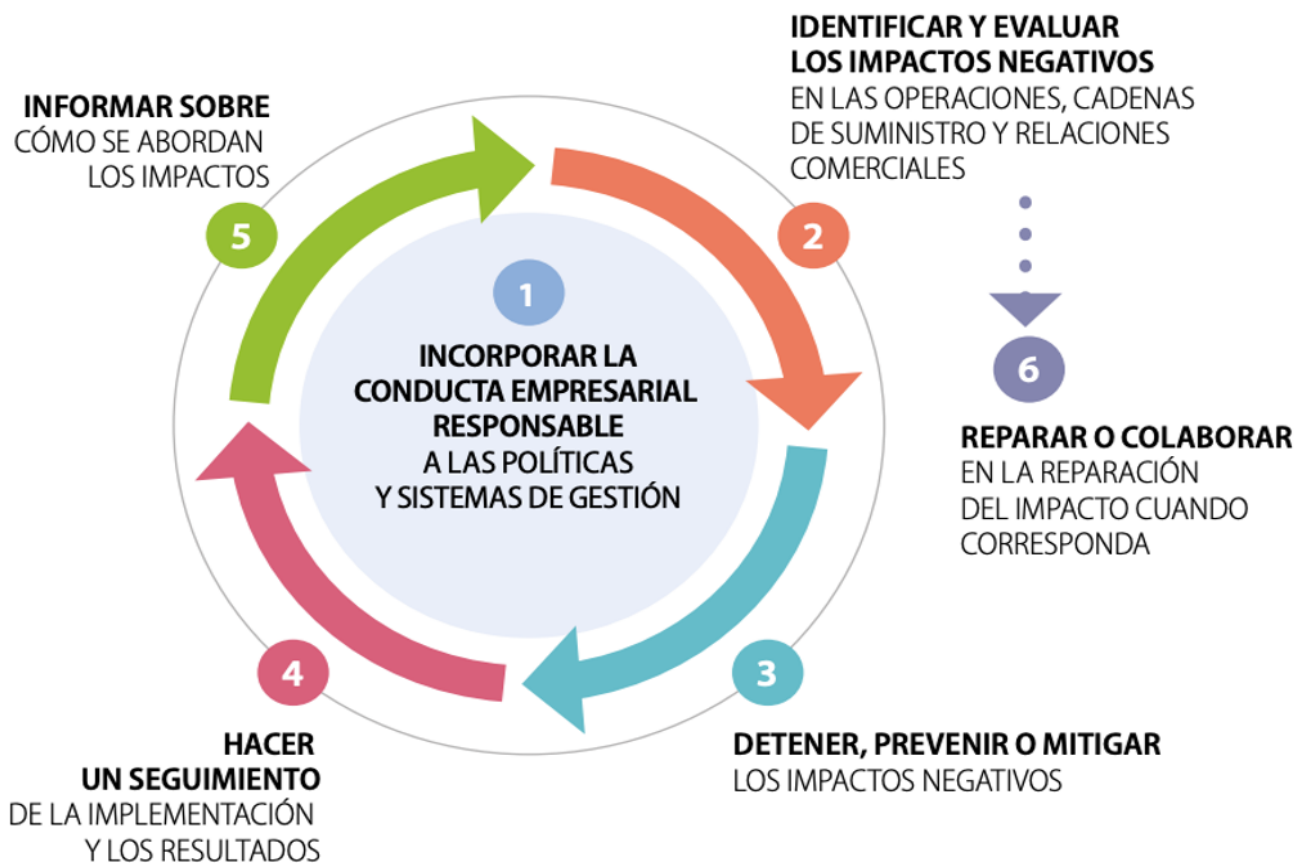 1
INCORPORAR LA
CONDUCTA EMPRESARIAL
RESPONSABLE
A LAS POLÍTICAS
Y SISTEMAS DE GESTIÓN
IDENTIFICAR Y EVALUAR
LOS IMPACTOS NEGATIVOS
EN LAS OPERACIONES, CADENAS
DE SUMINISTRO Y RELACIONES
COMERCIALES
2
3
DETENER, PREVENIR O MITIGAR
LOS IMPACTOS NEGATIVOS
4
HACER
UN SEGUIMIENTO
DE LA IMPLEMENTACIÓN
Y LOS RESULTADOS
INFORMAR SOBRE
CÓMO SE ABORDAN
LOS IMPACTOS
5
6
REPARAR O COLABORAR
EN LA REPARACIÓN
DEL IMPACTO CUANDO
CORRESPONDA